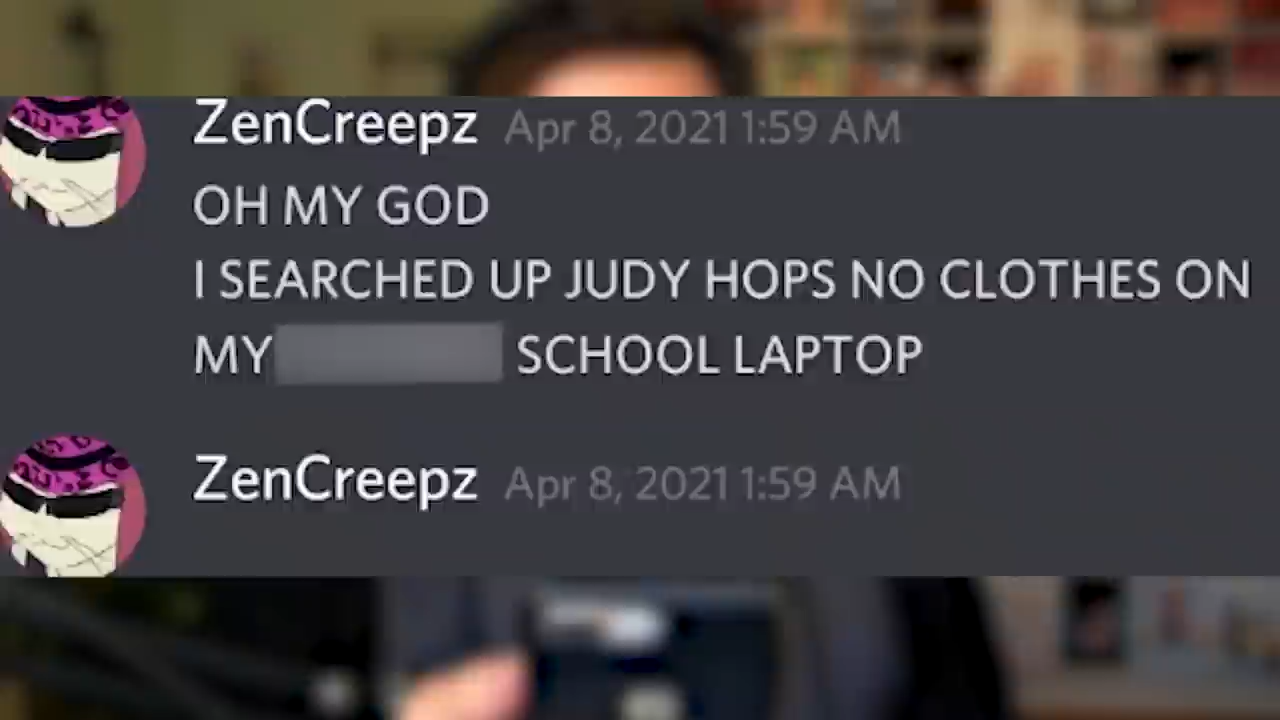 ZenCreepz Apr 8, 2021 1:59 AM
OH MY GOD
I SEARCHED UP JUDY HOPS NO CLOTHES ON
MY SCHOOL LAPTOP
ZenCreepz Apr 8, 2021 1:59 AM